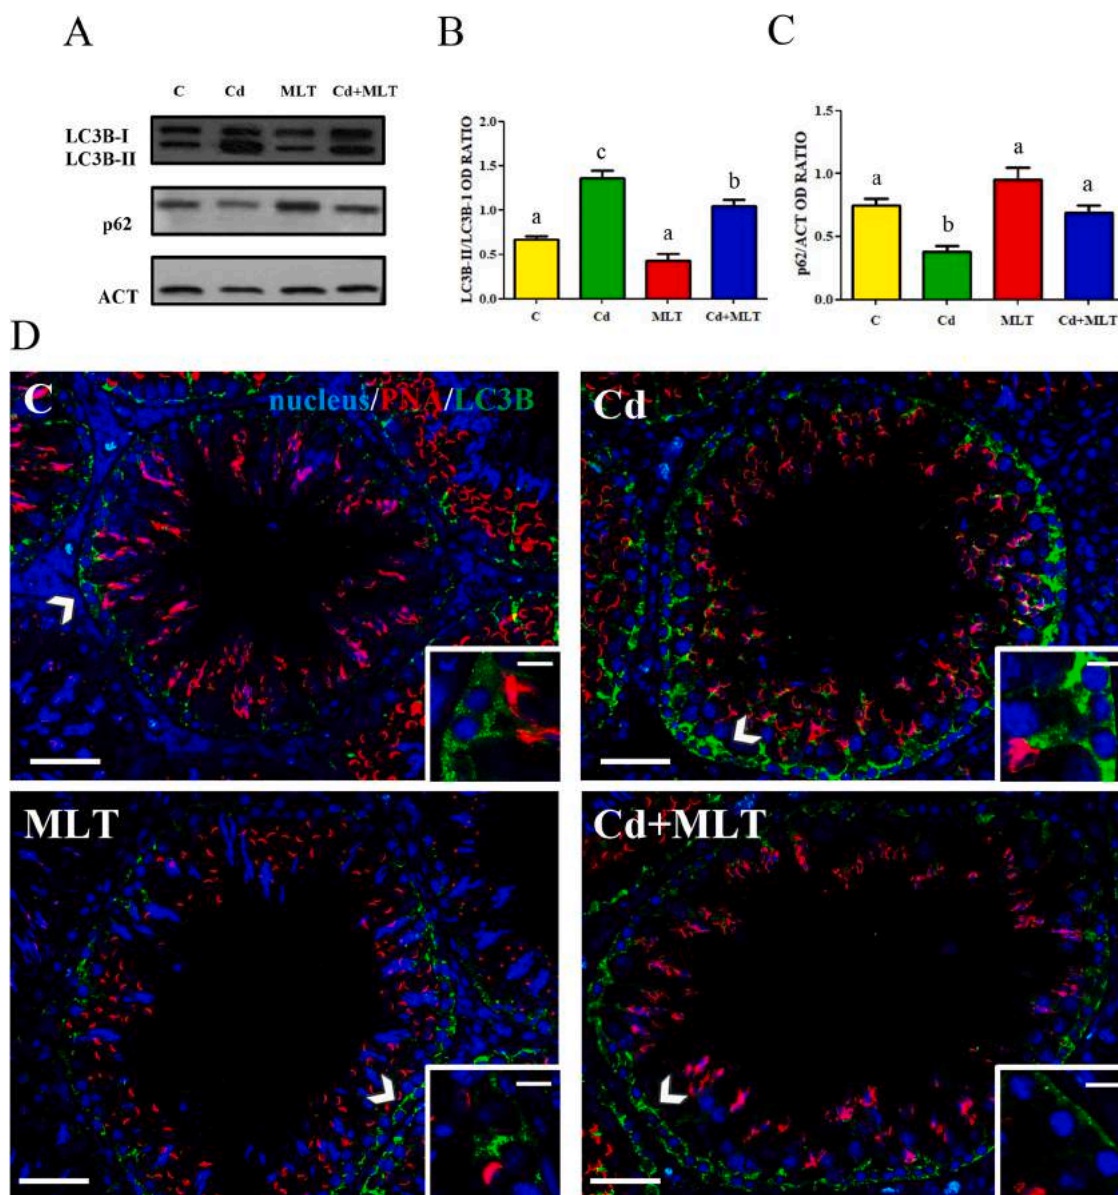 A
C Cd MLT Cd+MLT
LC3B-I
LC3B-II
p62
ACT
B
LC3B-II/LC3B-1 OD RATIO
2.0
1.5
1.0
0.5
0.0
a
c
a
b
C Cd MLT Cd+MLT
C
p62/ACT OD RATIO
1.5
1.0
0.5
0.0
a
b
a
a
C Cd MLT Cd+MLT
D
C
nucleus/PNA/LC3B
Cd
MLT
Cd+MLT